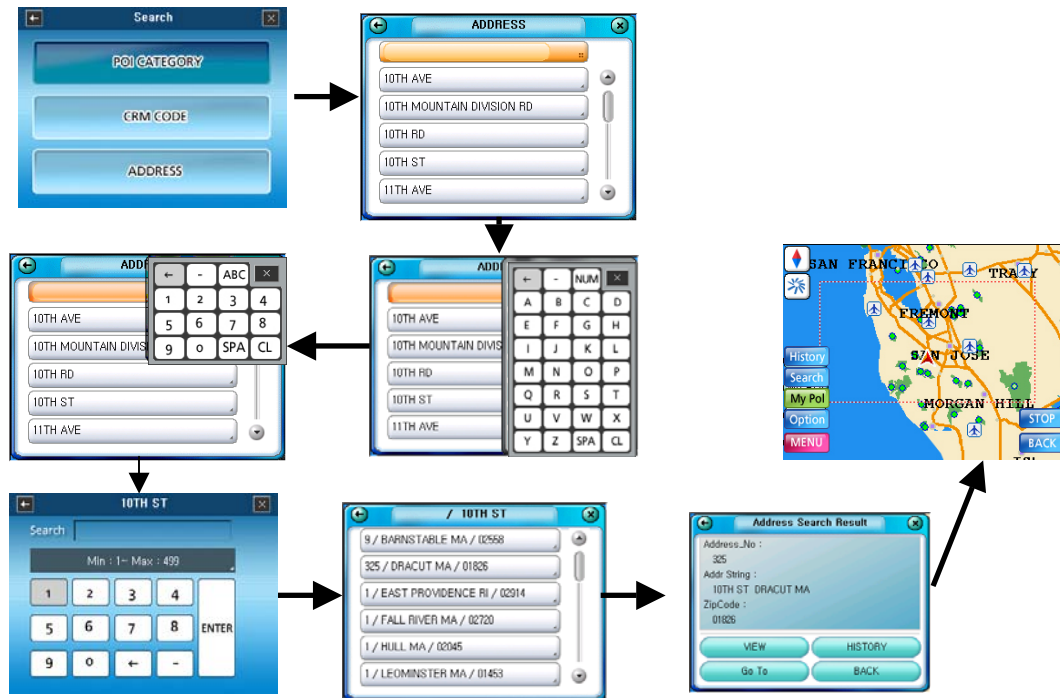 Search
POI CATEGORY
CRM CODE
ADDRESS
ADDRESS
10TH AVE
10TH MOUNTAIN DIVISION RD
10TH RD
10TH ST
11TH AVE
ADDI
← - NUM ×
A B C D
E F G H
I J K L
M N O P
Q R S T
U V W X
Y Z SPA CL
10TH AVE
10TH MOUNTAIN DIVIS
10TH RD
10TH ST
11TH AVE
ADDF
← - ABC ×
1 2 3 4
5 6 7 8
9 0 SPA CL
10TH AVE
10TH MOUNTAIN DIVIS
10TH RD
10TH ST
11TH AVE
10TH ST
Search
Min : 1~ Max : 499
1 2 3 4
5 6 7 8 ENTER
9 0 ← -
/ 10TH ST
9 / BARNSTABLE MA / 02558
325 / DRACUT MA / 01826
1 / EAST PROVIDENCE RI / 02914
1 / FALL RIVER MA / 02720
1 / HULL MA / 02045
1 / LEOMINSTER MA / 01453
Address Search Result
Address_No :
325
Addr String :
10TH ST DRACUT MA
ZipCode :
01826
VIEW HISTORY
Go To BACK
SAN FRANCISCO
TRACY
FREMONT
SAN JOSE
MORGAN HILL
History
Search
My PoI
Option
MENU
STOP
BACK